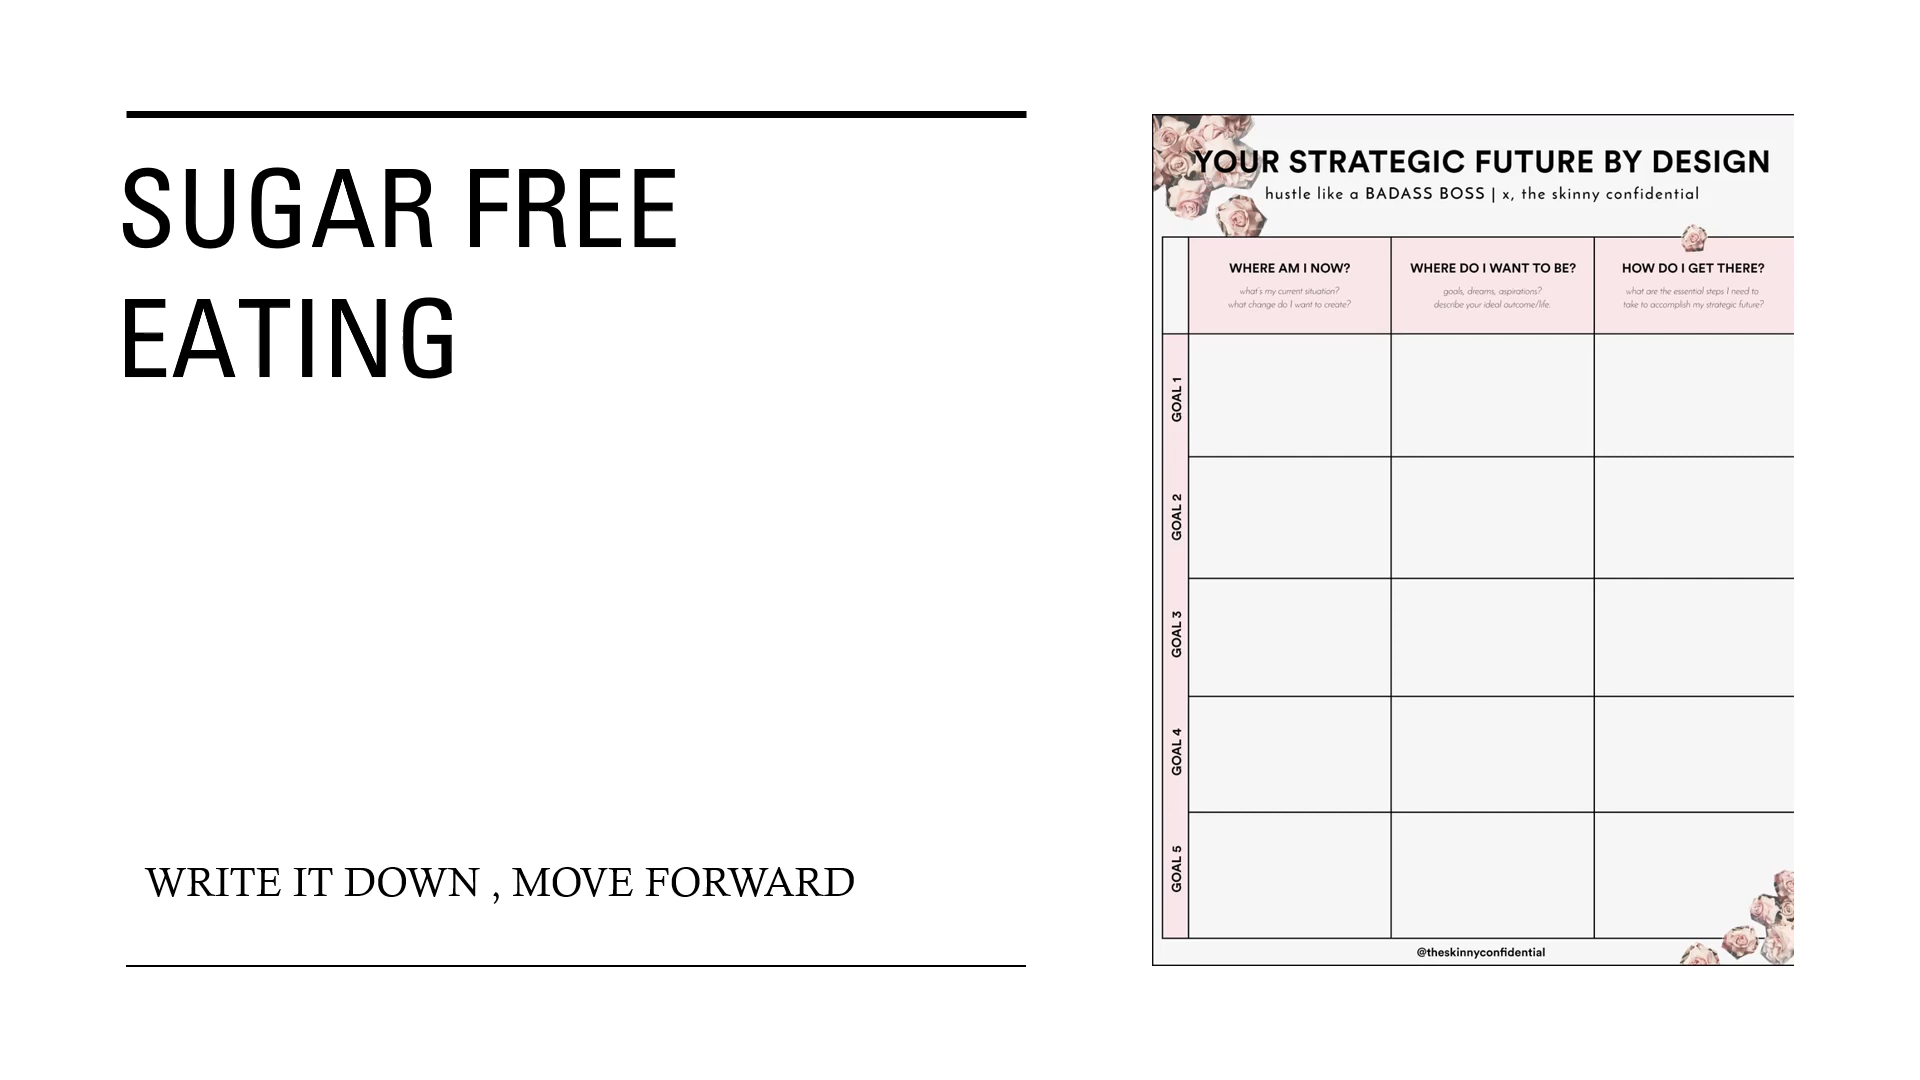 SUGAR FREE
EATING
WRITE IT DOWN , MOVE FORWARD
YOUR STRATEGIC FUTURE BY DESIGN
hustle like a BADASS BOSS | x, the skinny confidential
WHERE AM I NOW?
what's my current situation?
what change do I want to create?
WHERE DO I WANT TO BE?
goals, dreams, aspirations?
describe your ideal outcome/life.
HOW DO I GET THERE?
what are the essential steps I need to
take to accomplish my strategic future?
GOAL 1
GOAL 2
GOAL 3
GOAL 4
GOAL 5
@theskinnyconfidential